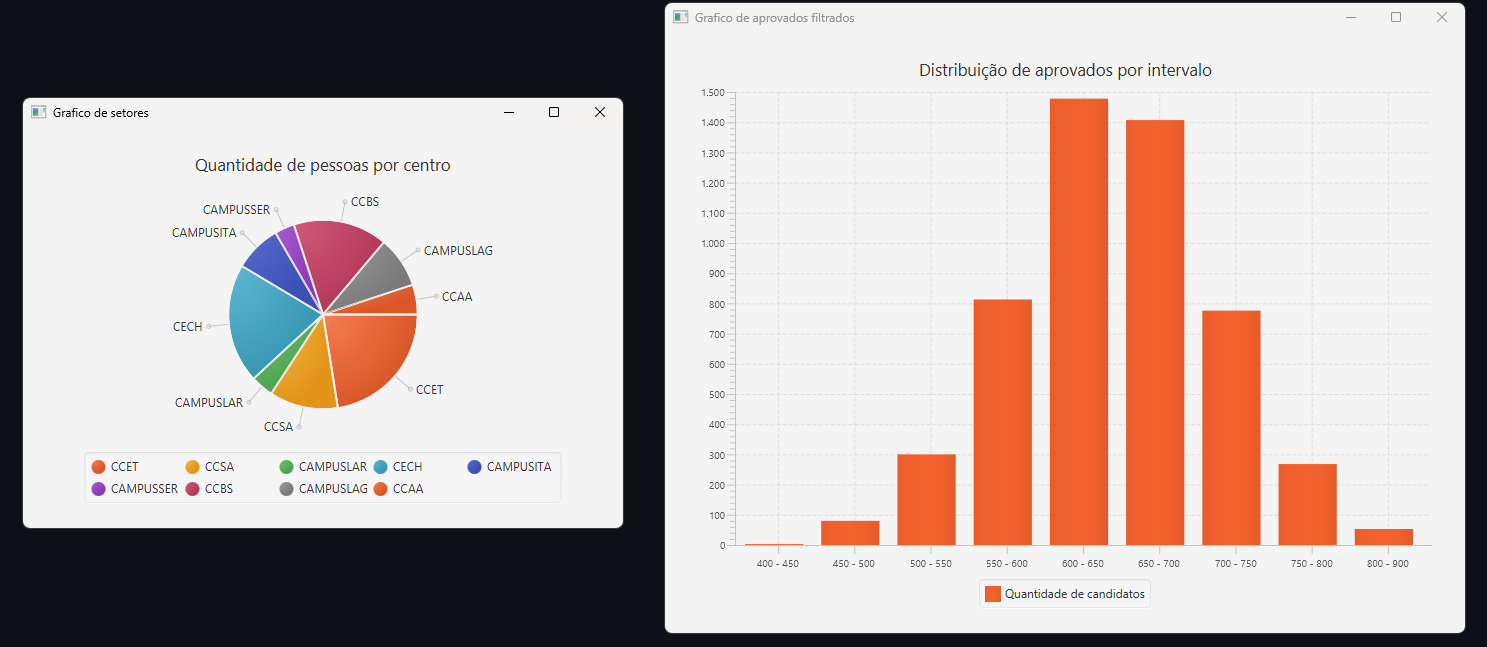 Grafico de setores
Quantidade de pessoas por centro
CCBS
CAMPUSSER
CAMPUSITA
CAMPUSLAG
CCAA
CECH
CCET
CAMPUSLAR
CCSA
CCET CCSA CAMPUSLAR CECH CAMPUSITA
CAMPUSSER CCBS CAMPUSLAG CCAA
Grafico de aprovados filtrados
Distribuição de aprovados por intervalo
1.500
1.400
1.300
1.200
1.100
1.000
900
800
700
600
500
400
300
200
100
0
400 - 450 450 - 500 500 - 550 550 - 600 600 - 650 650 - 700 700 - 750 750 - 800 800 - 900
Quantidade de candidatos